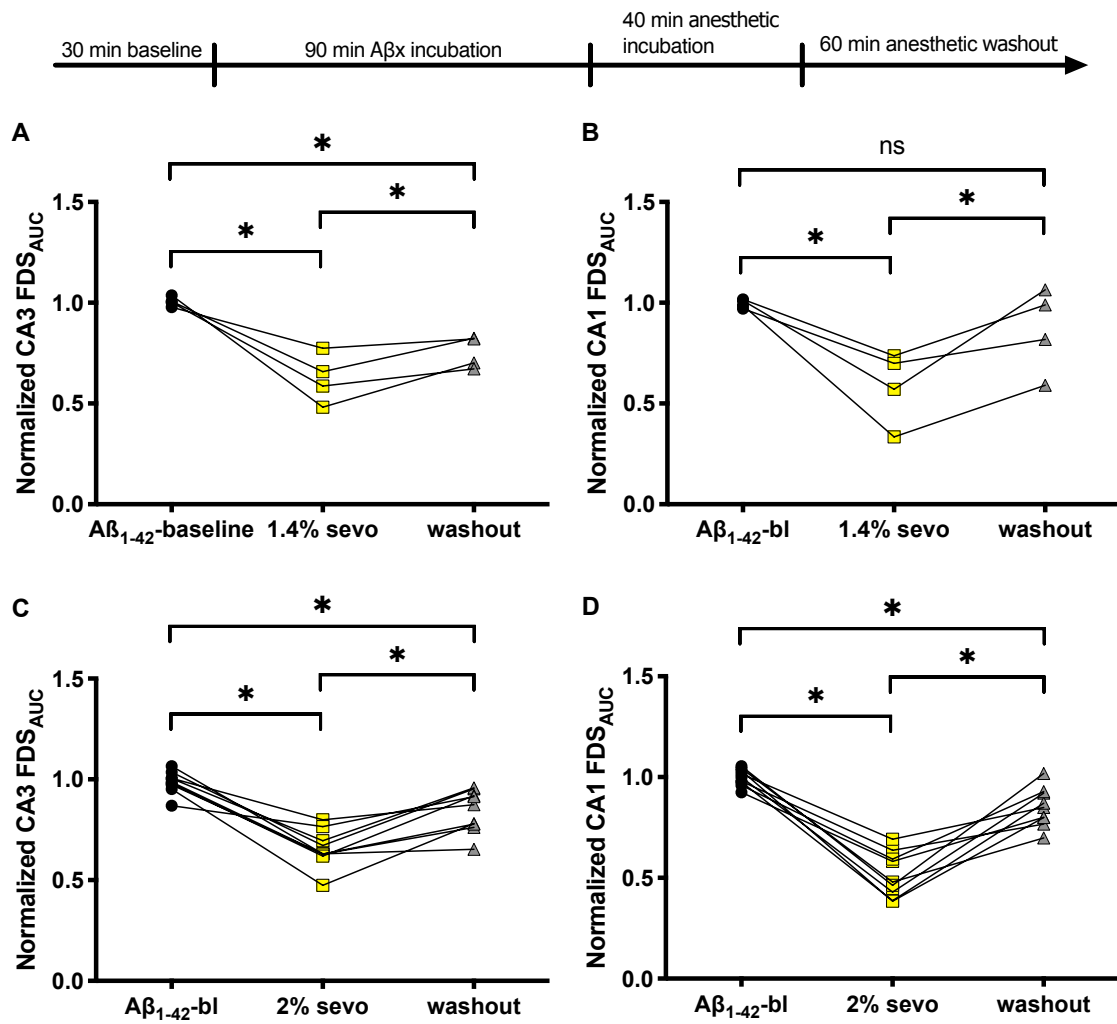 30 min baseline
90 min Aβx incubation
40 min anesthetic
incubation
60 min anesthetic washout
A
*
*
*
Normalized CA3 FDSAUC
1.5
1.0
0.5
0.0
Aß1-42-baseline
1.4% sevo
washout
B
ns
*
*
Normalized CA1 FDSAUC
1.5
1.0
0.5
0.0
Aβ1-42-bl
1.4% sevo
washout
C
*
*
*
Normalized CA3 FDSAUC
1.5
1.0
0.5
0.0
Aβ1-42-bl
2% sevo
washout
D
*
*
*
Normalized CA1 FDSAUC
1.5
1.0
0.5
0.0
Aβ1-42-bl
2% sevo
washout